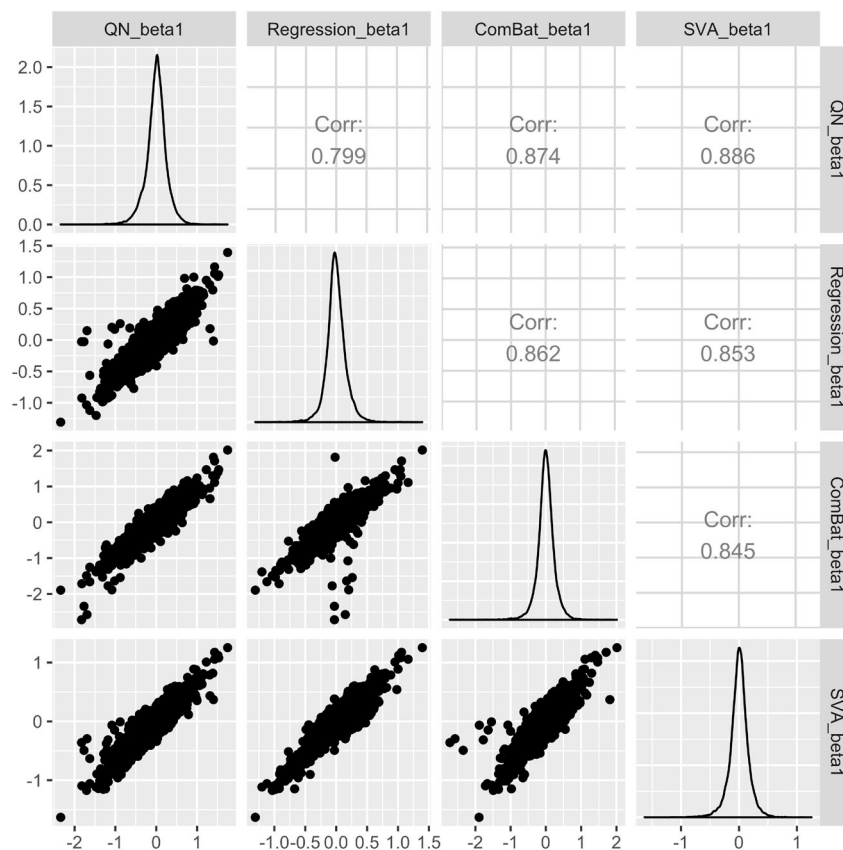 QN_beta1 Regression_beta1 ComBat_beta1 SVA_beta1
2.0
1.5
1.0
0.5
0.0
Corr:
0.799
Corr:
0.874
Corr:
0.886
QN_beta1
1.5
1.0
0.5
0.0
-0.5
-1.0
Corr:
0.862
Corr:
0.853
Regression_beta1
2
1
0
-1
-2
Corr:
0.845
ComBat_beta1
1
0
-1
SVA_beta1
-2 -1 0 1 -1.0 -0.5 0.0 0.5 1.0 1.5 -2 -1 0 1 2 -1 0 1